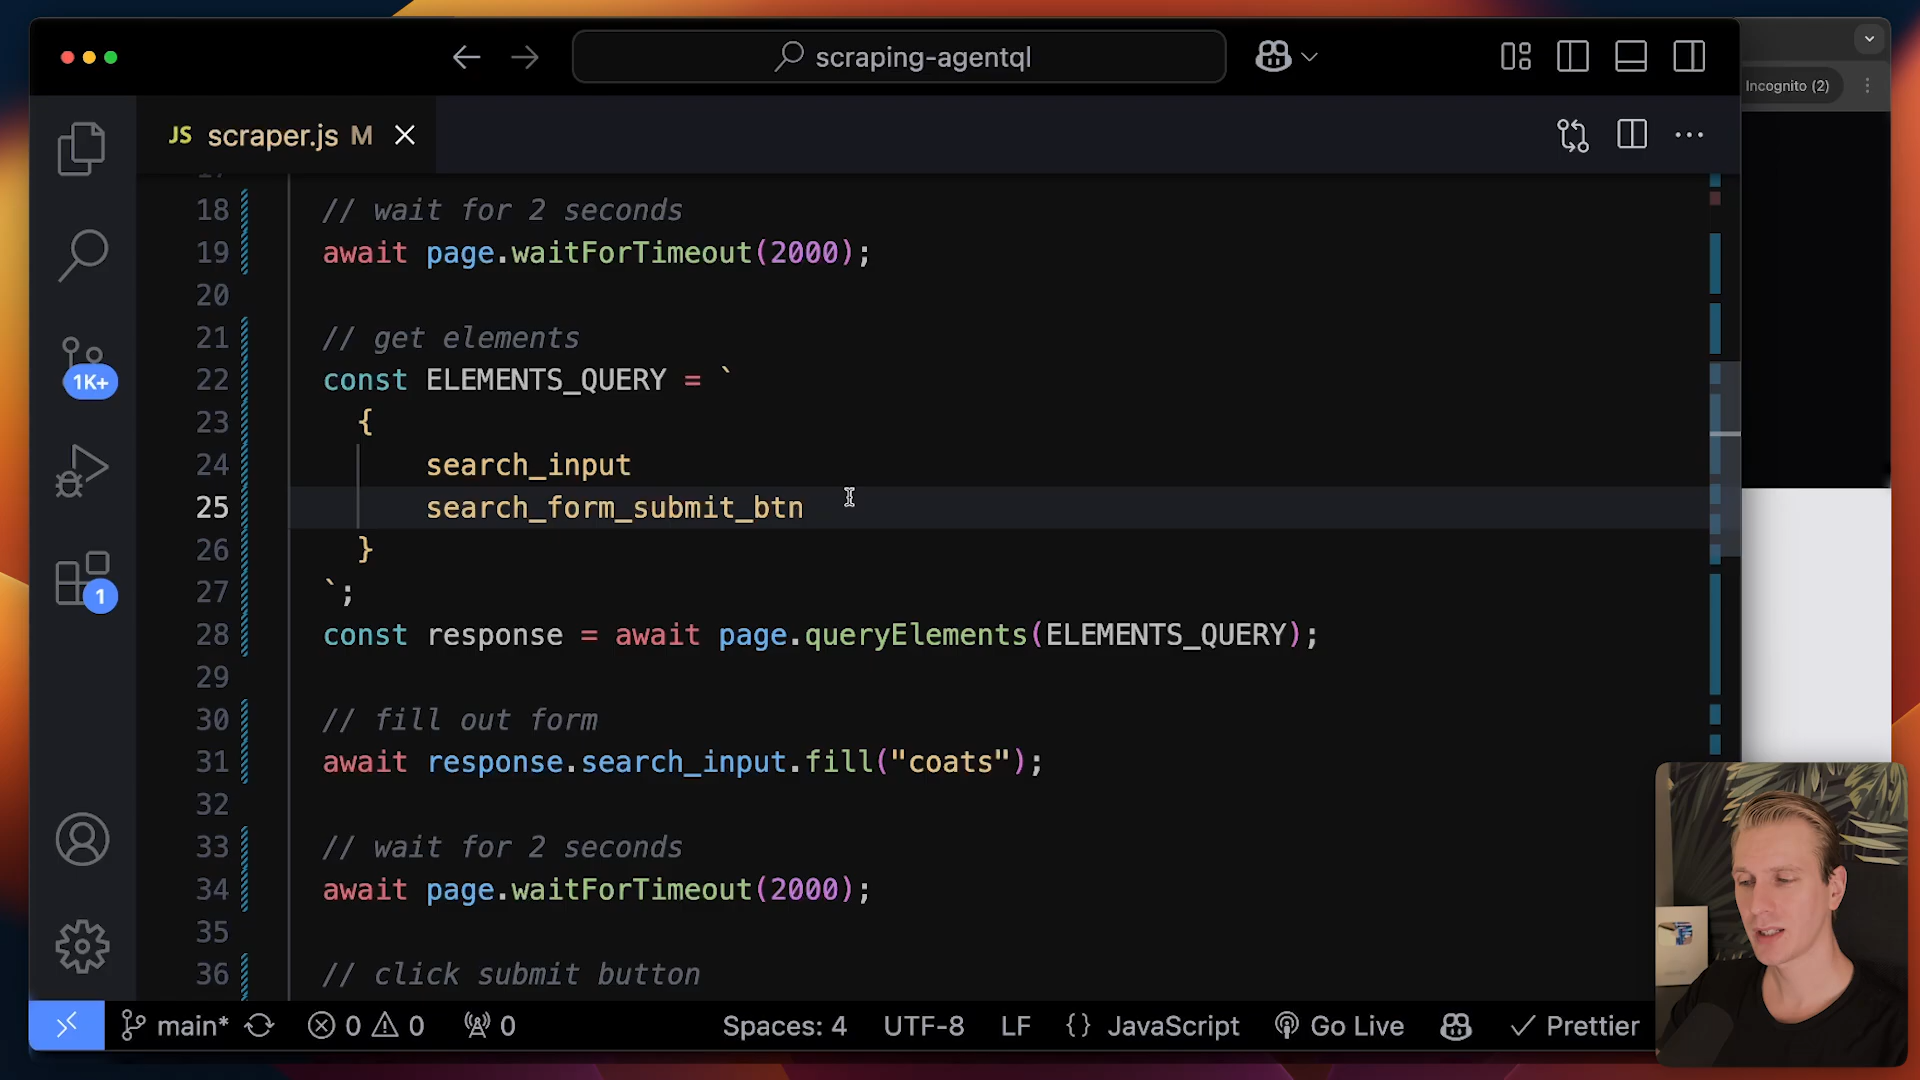 scraping-agentql
Incognito (2)
JS scraper.js M
18 // wait for 2 seconds
19 await page.waitForTimeout(2000);
20
21 // get elements
22 const ELEMENTS_QUERY = `
23 {
24 search_input
25 search_form_submit_btn
26 }
27 `;
28 const response = await page.queryElements(ELEMENTS_QUERY);
29
30 // fill out form
31 await response.search_input.fill("coats");
32
33 // wait for 2 seconds
34 await page.waitForTimeout(2000);
35
36 // click submit button
1K+
1
main* 0 0 0 Spaces: 4 UTF-8 LF {} JavaScript Go Live Prettier